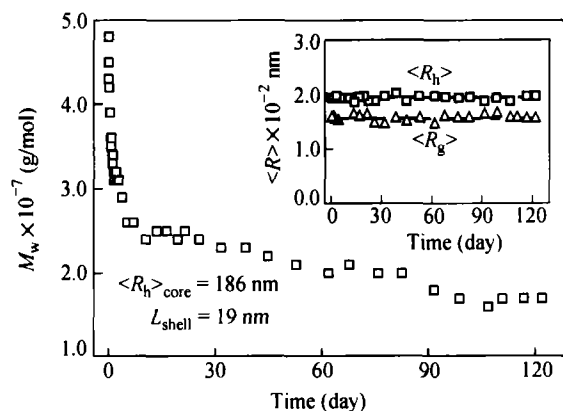 5.0
4.0
3.0
2.0
1.0
M_w × 10^-7 (g/mol)
0
30
60
90
120
Time (day)
<R_h>_core = 186 nm
L_shell = 19 nm
3.0
2.0
1.0
0.0
<R> × 10^-2 nm
<R_h>
<R_g>
0
30
60
90
120
Time (day)